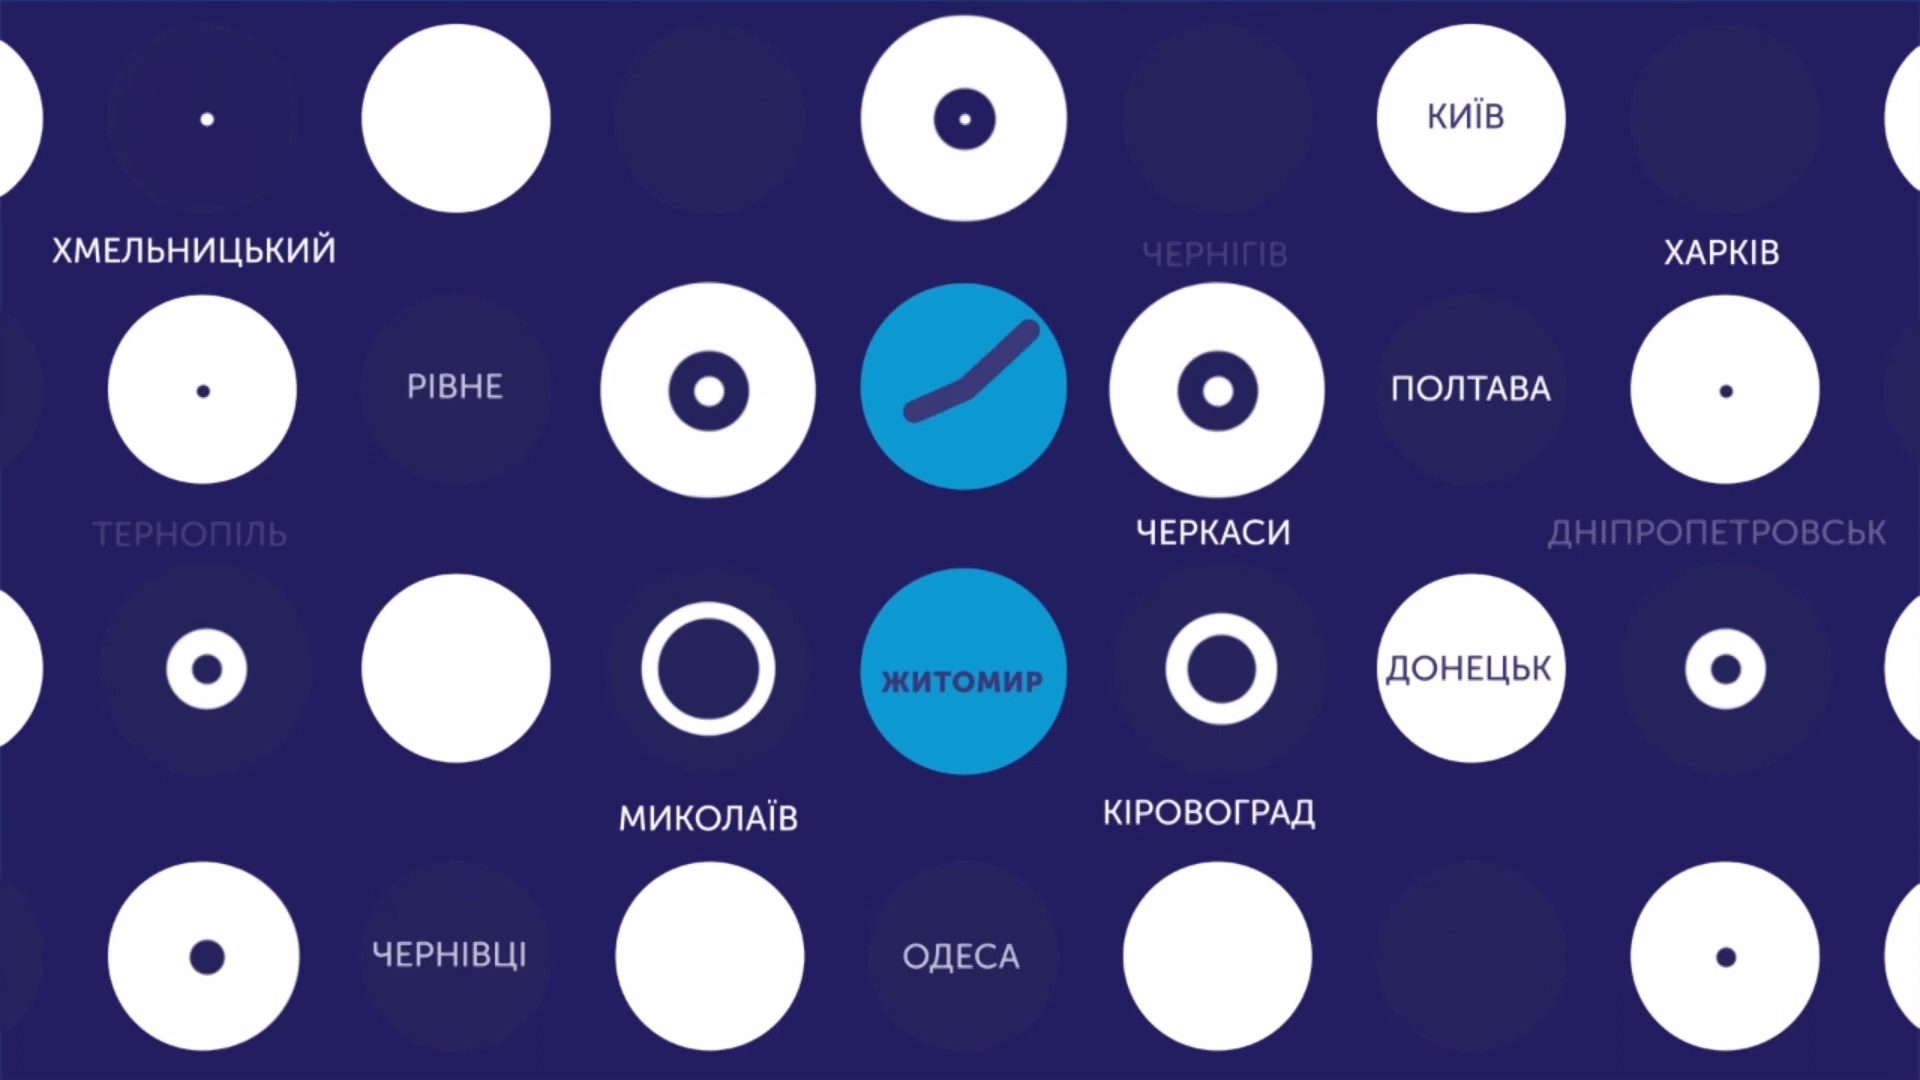 КИЇВ
ХМЕЛЬНИЦЬКИЙ
ЧЕРНІГІВ
ХАРКІВ
РІВНЕ
ПОЛТАВА
ТЕРНОПІЛЬ
ЧЕРКАСИ
ДНІПРОПЕТРОВСЬК
ЖИТОМИР
ДОНЕЦЬК
МИКОЛАЇВ
КІРОВОГРАД
ЧЕРНІВЦІ
ОДЕСА